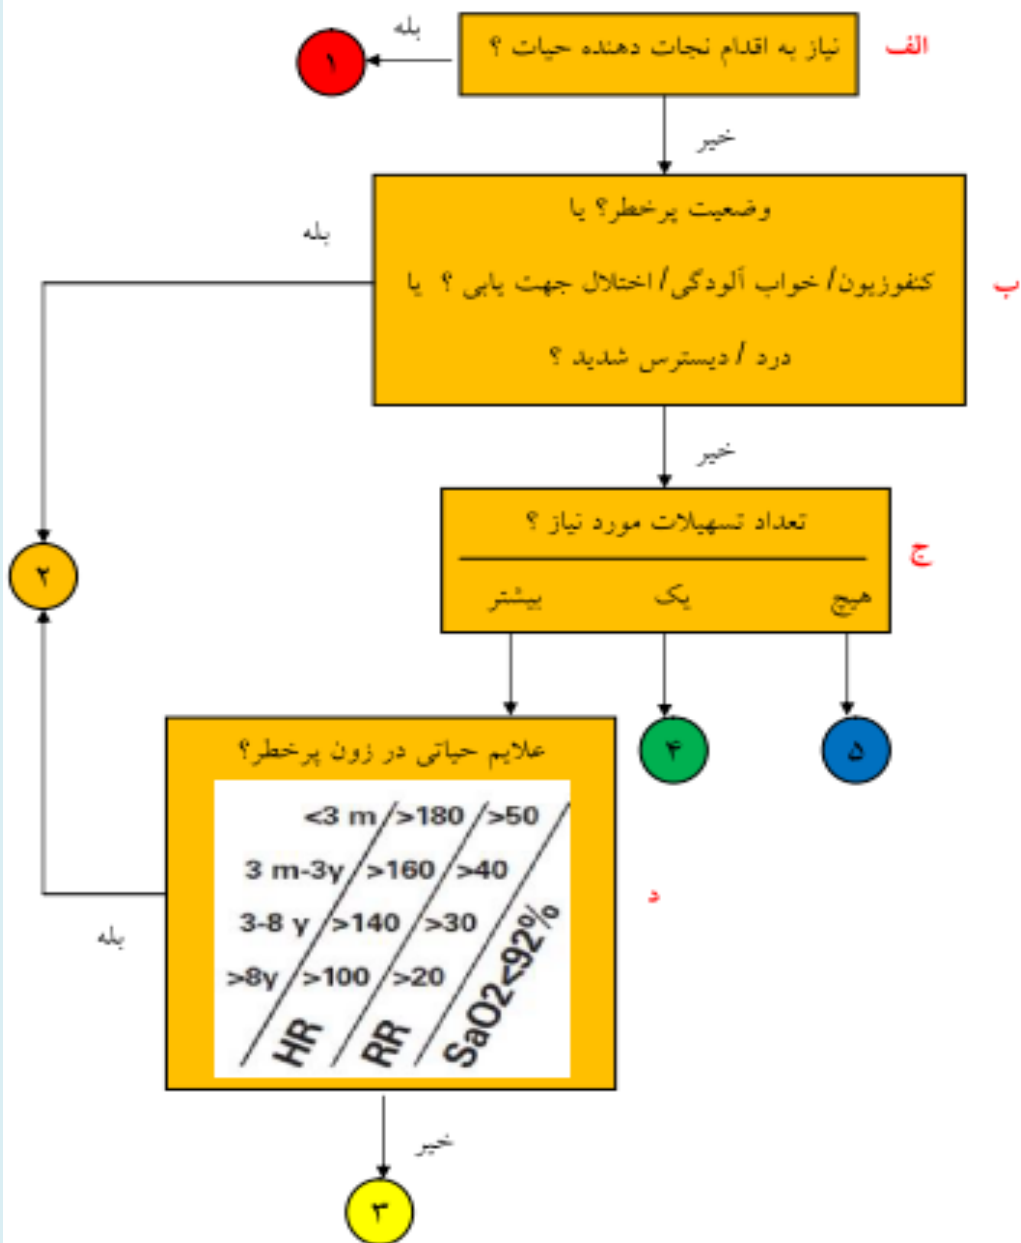 نیاز به اقدام نجات دهنده حیات ؟
الف
بله
۱
خیر
وضعیت پرخطر؟ یا
کنفوزیون/ خواب آلودگی/ اختلال جهت یابی ؟ یا
درد / دیسترس شدید ؟
ب
بله
۲
خیر
تعداد تسهیلات مورد نیاز ؟
هیچ یک بیشتر
ج
۵
۴
علایم حیاتی در زون پرخطر؟
<3 m / >180 / >50
3 m-3y / >160 / >40
3-8 y / >140 / >30
>8y / >100 / >20
HR RR SaO2<92%
د
بله
خیر
۳